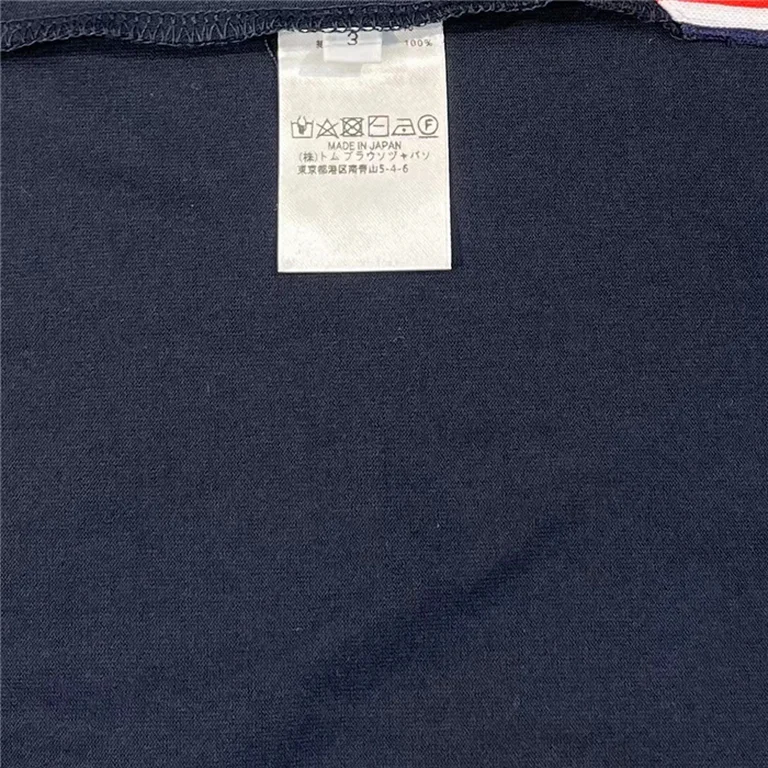 3 100%
MADE IN JAPAN
(株)トム ブラウンジャパン
東京都港区南青山5-4-6